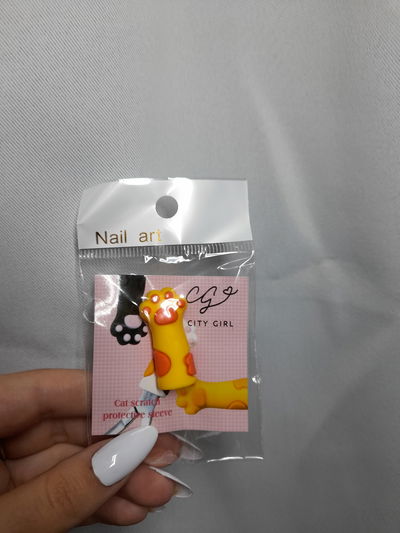 Nail art
CG
CITY GIRL
Cat scratch
protective sleeve